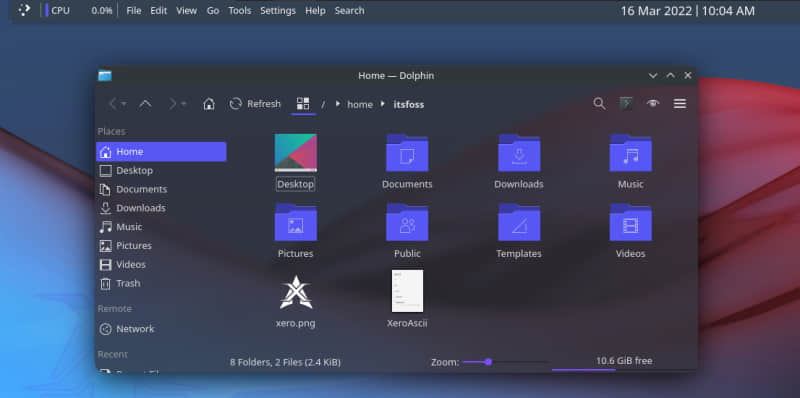 CPU 0.0% File Edit View Go Tools Settings Help Search 16 Mar 2022 | 10:04 AM
Home — Dolphin
Refresh / home itsfoss
Places
Home
Desktop
Documents
Downloads
Music
Pictures
Videos
Trash
Remote
Network
Recent
Desktop Documents Downloads Music
Pictures Public Templates Videos
xero.png XeroAscii
8 Folders, 2 Files (2.4 KiB) Zoom: 10.6 GiB free